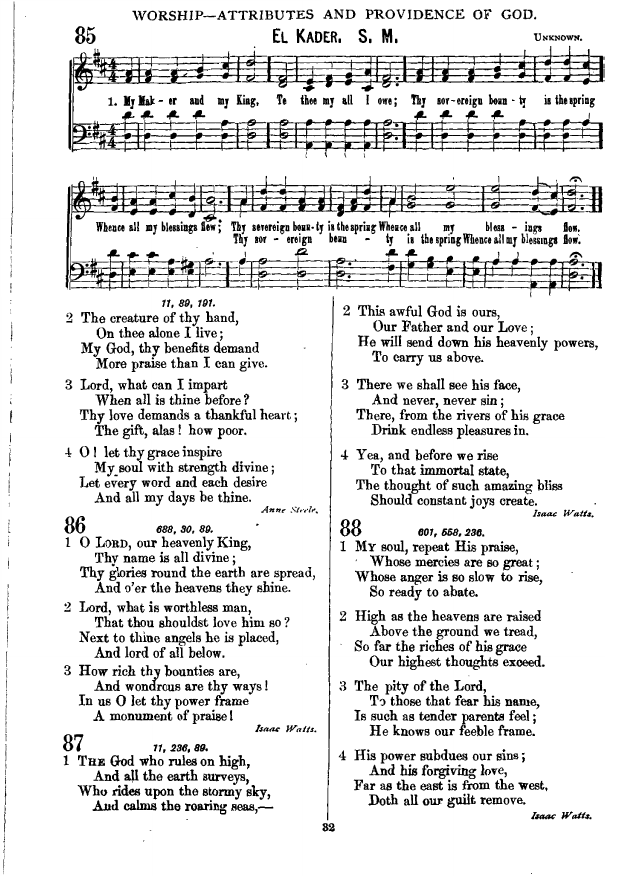 WORSHIP—ATTRIBUTES AND PROVIDENCE OF GOD.
85 EL KADER. S. M. UNKNOWN.
1. My Mak - er and my King, To thee my all I owe; Thy sov-ereign boun - ty is the spring
Whence all my blessings flow; Thy sovereign boun-ty is the spring Whence all my bless - ings flow.
Thy sov - ereign boun - ty is the spring Whence all my blessings flow.
11, 89, 191.
2 The creature of thy hand,
On thee alone I live;
My God, thy benefits demand
More praise than I can give.
3 Lord, what can I impart
When all is thine before?
Thy love demands a thankful heart;
The gift, alas! how poor.
4 O! let thy grace inspire
My soul with strength divine;
Let every word and each desire
And all my days be thine.
Anne Steele.
86 688, 30, 89.
1 O LORD, our heavenly King,
Thy name is all divine;
Thy glories round the earth are spread,
And o'er the heavens they shine.
2 Lord, what is worthless man,
That thou shouldst love him so?
Next to thine angels he is placed,
And lord of all below.
3 How rich thy bounties are,
And wondrous are thy ways!
In us O let thy power frame
A monument of praise!
Isaac Watts.
87 11, 236, 89.
1 THE God who rules on high,
And all the earth surveys,
Who rides upon the stormy sky,
And calms the roaring seas,—
2 This awful God is ours,
Our Father and our Love;
He will send down his heavenly powers,
To carry us above.
3 There we shall see his face,
And never, never sin;
There, from the rivers of his grace
Drink endless pleasures in.
4 Yea, and before we rise
To that immortal state,
The thought of such amazing bliss
Should constant joys create.
Isaac Watts.
88 601, 558, 236.
1 MY soul, repeat His praise,
Whose mercies are so great;
Whose anger is so slow to rise,
So ready to abate.
2 High as the heavens are raised
Above the ground we tread,
So far the riches of his grace
Our highest thoughts exceed.
3 The pity of the Lord,
To those that fear his name,
Is such as tender parents feel;
He knows our feeble frame.
4 His power subdues our sins;
And his forgiving love,
Far as the east is from the west,
Doth all our guilt remove.
Isaac Watts.
32